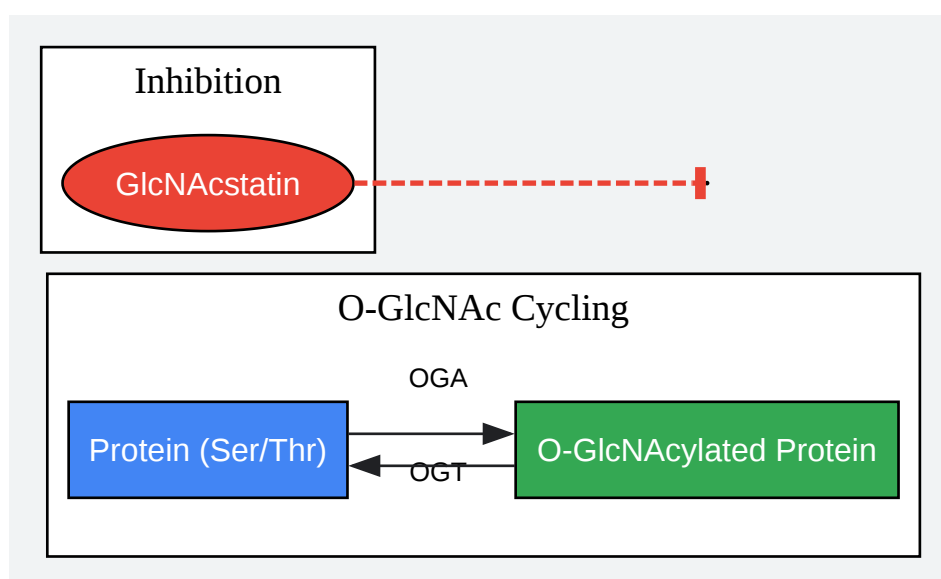 Inhibition
GlcNAcstatin
O-GlcNAc Cycling
OGA
Protein (Ser/Thr)
O-GlcNAcylated Protein
OGT